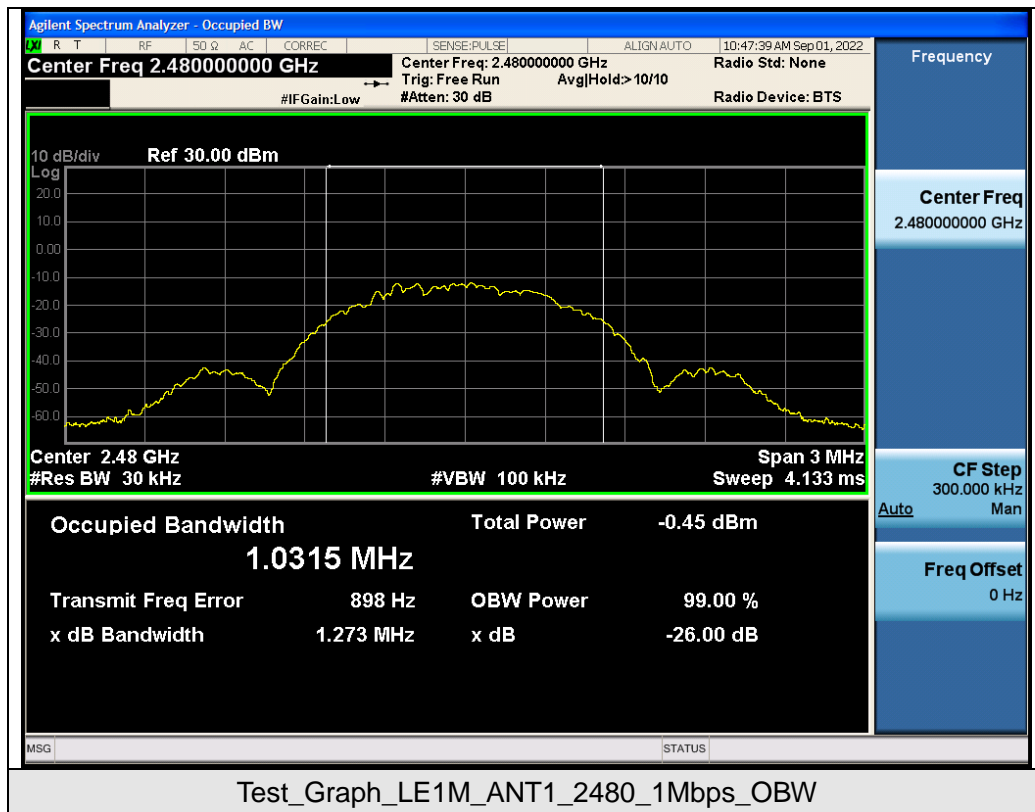 Agilent Spectrum Analyzer - Occupied BW
LXI R T RF 50 Ω AC CORREC SENSE:PULSE ALIGN AUTO 10:47:39 AM Sep 01, 2022
Center Freq 2.480000000 GHz Center Freq: 2.480000000 GHz Radio Std: None
Trig: Free Run Avg|Hold:> 10/10
#IFGain:Low #Atten: 30 dB Radio Device: BTS
10 dB/div Ref 30.00 dBm
Log
20.0
10.0
0.00
-10.0
-20.0
-30.0
-40.0
-50.0
-60.0
Center 2.48 GHz Span 3 MHz
#Res BW 30 kHz #VBW 100 kHz Sweep 4.133 ms
Occupied Bandwidth Total Power -0.45 dBm
1.0315 MHz
Transmit Freq Error 898 Hz OBW Power 99.00 %
x dB Bandwidth 1.273 MHz x dB -26.00 dB
MSG STATUS
Frequency
Center Freq
2.480000000 GHz
CF Step
300.000 kHz
Auto Man
Freq Offset
0 Hz
Test_Graph_LE1M_ANT1_2480_1Mbps_OBW